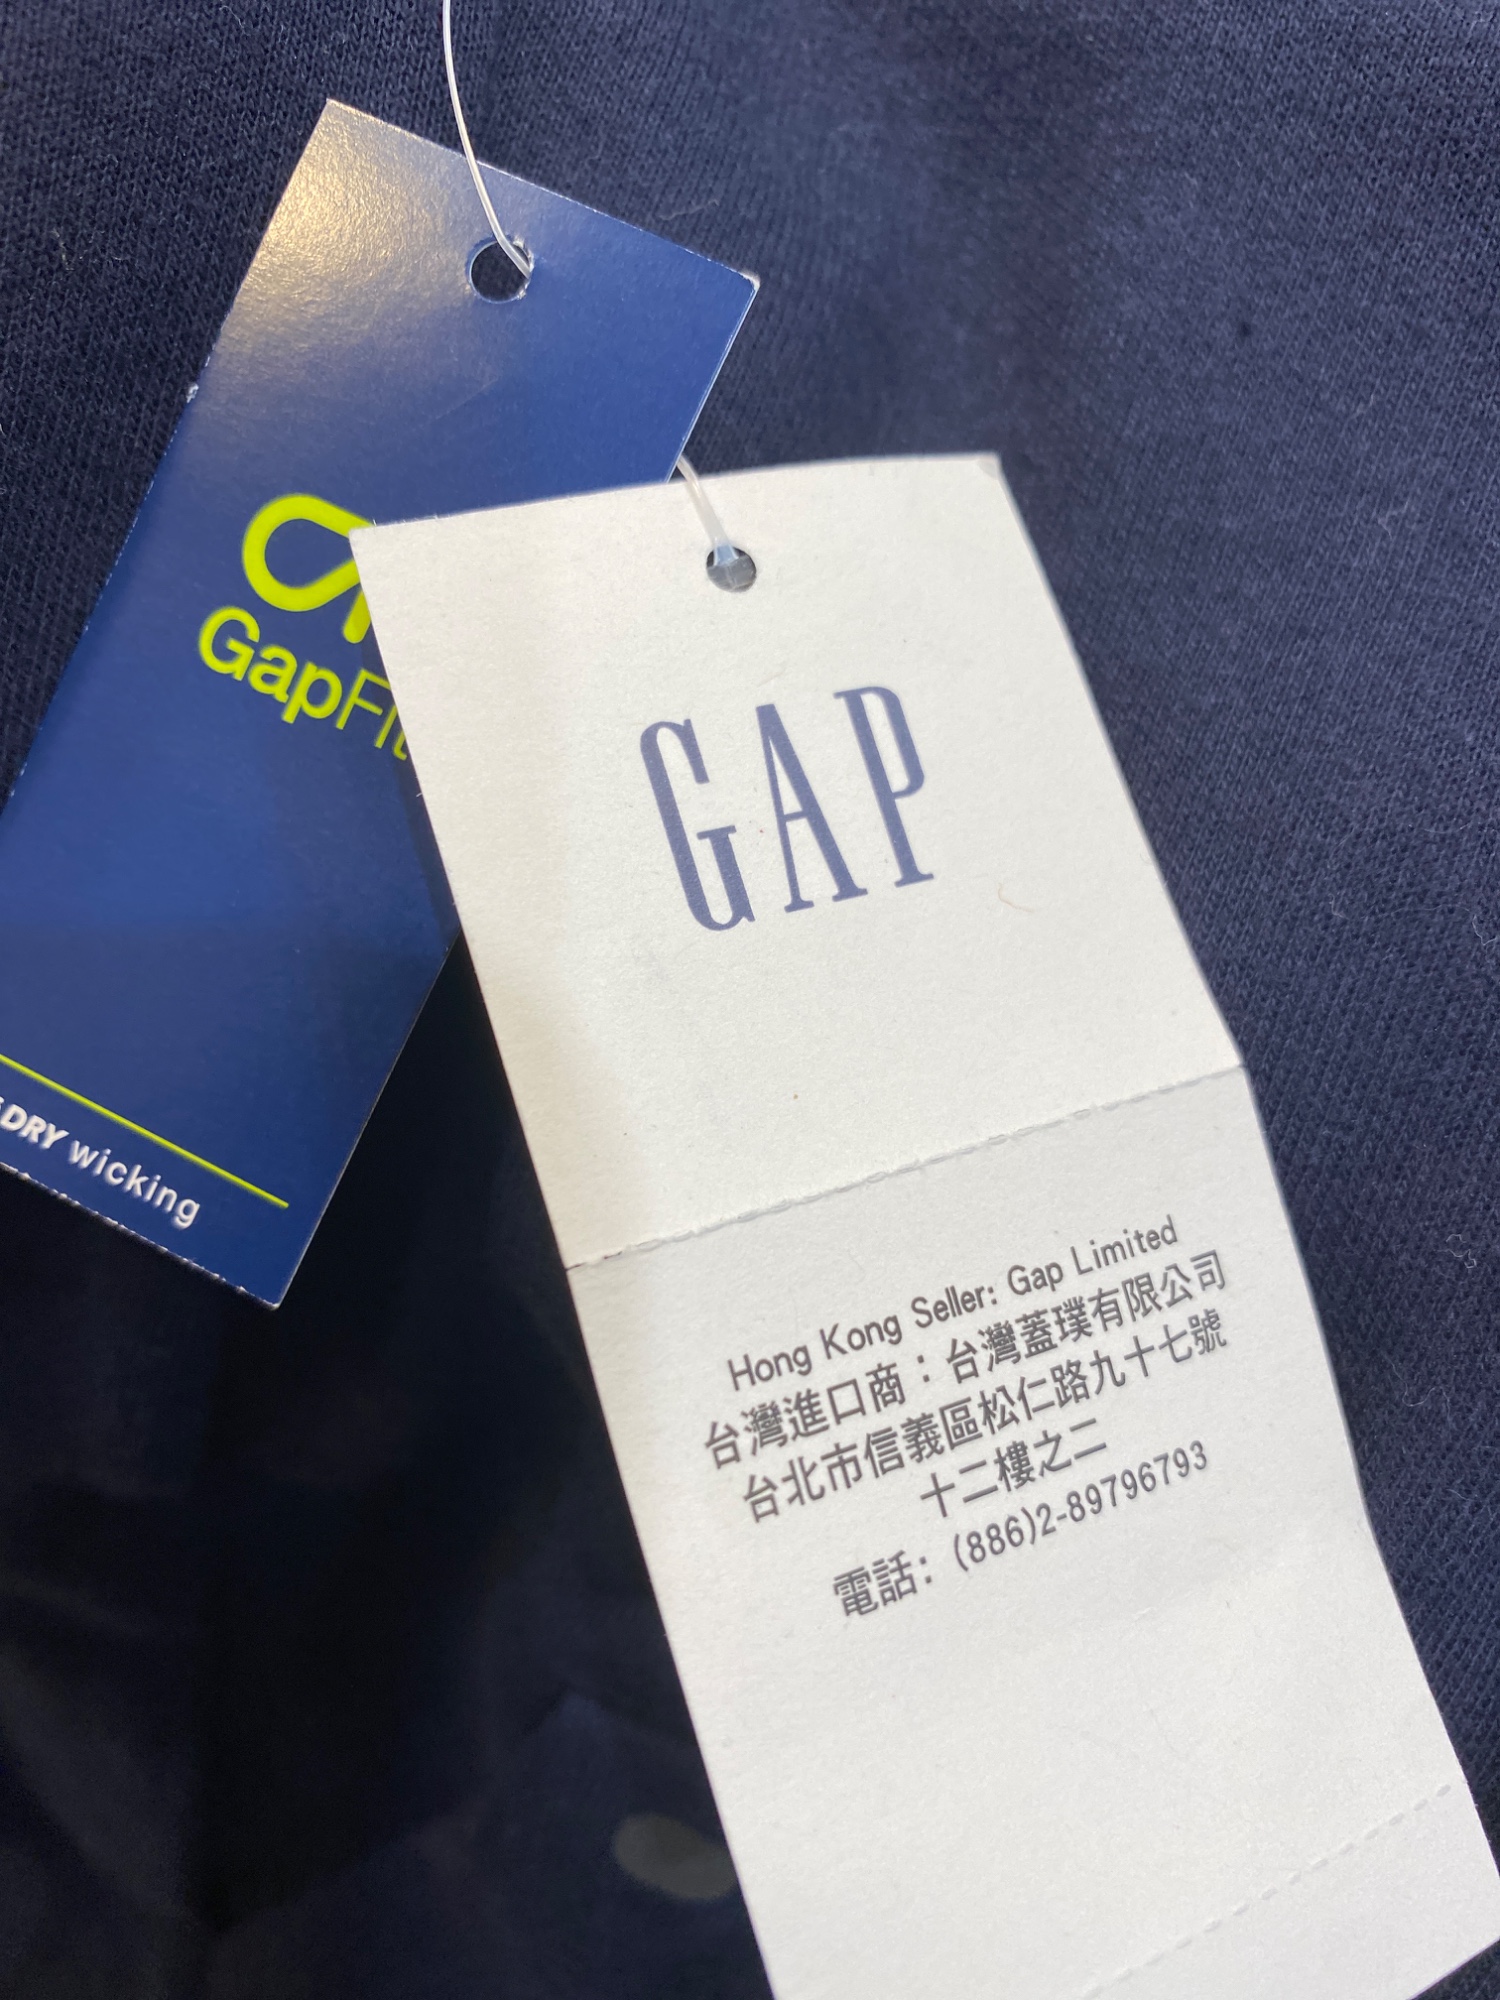 GapFit
DRY wicking
GAP
Hong Kong Seller: Gap Limited
台灣進口商：台灣蓋璞有限公司
台北市信義區松仁路九十七號
十二樓之二
電話：(886)2-89796793